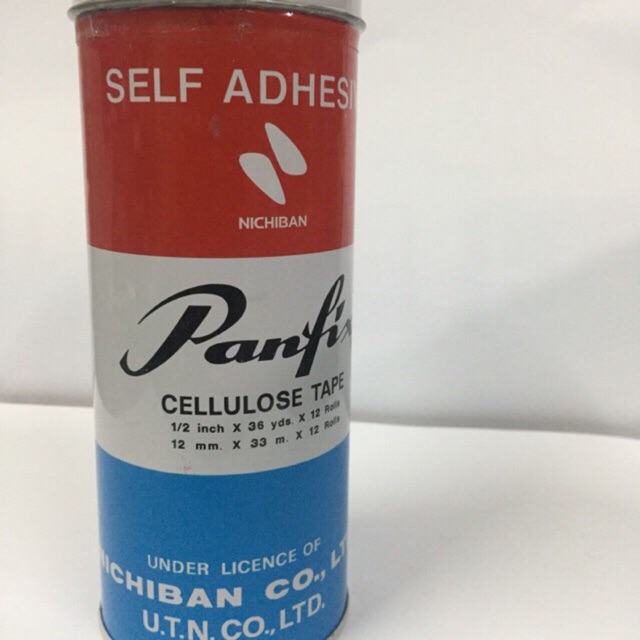 SELF ADHESI
NICHIBAN
Panfix
CELLULOSE TAPE
1/2 inch X 36 yds. X 12 Rolls
12 mm. X 33 m. X 12 Rolls
UNDER LICENCE OF
NICHIBAN CO., LT
U.T.N. CO., LTD.